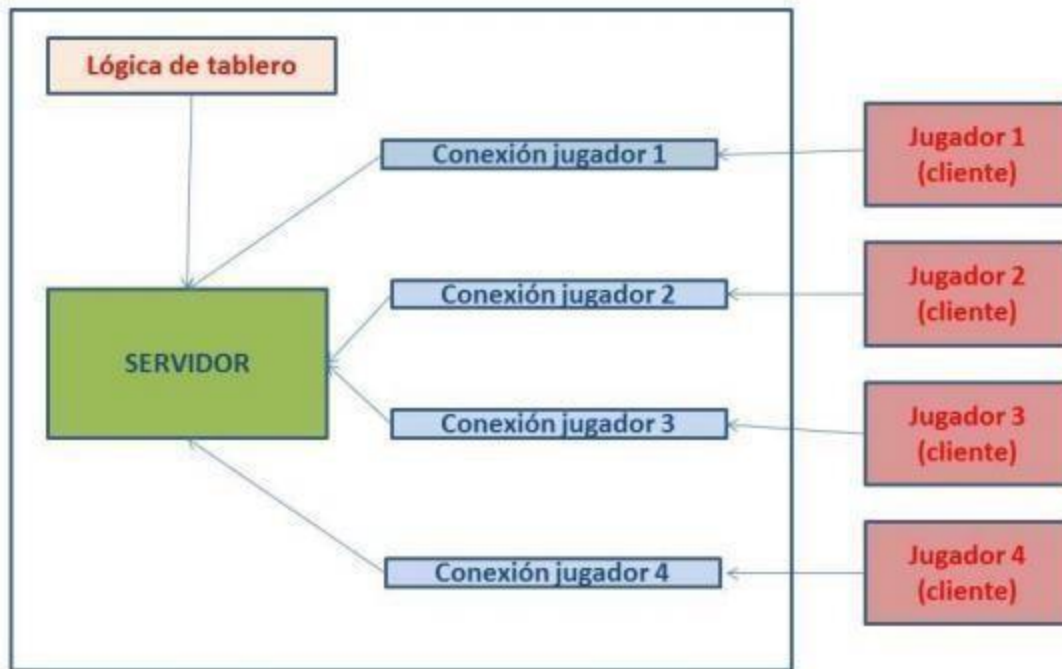 Lógica de tablero
Conexión jugador 1
Jugador 1
(cliente)
Conexión jugador 2
Jugador 2
(cliente)
SERVIDOR
Conexión jugador 3
Jugador 3
(cliente)
Conexión jugador 4
Jugador 4
(cliente)